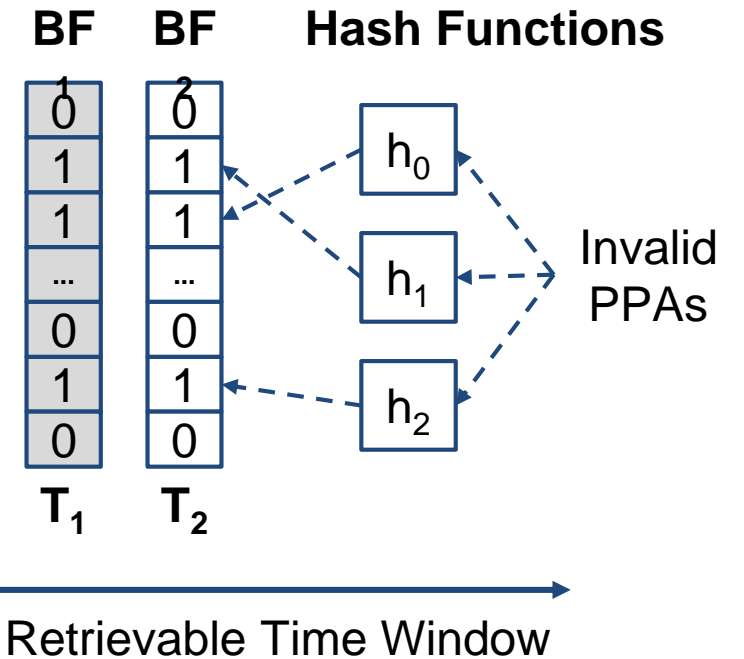 BF BF Hash Functions
1 2
0 0
1 1 h0
1 1
... ... h1 Invalid
0 0 PPAs
1 1 h2
0 0
T1 T2
Retrievable Time Window